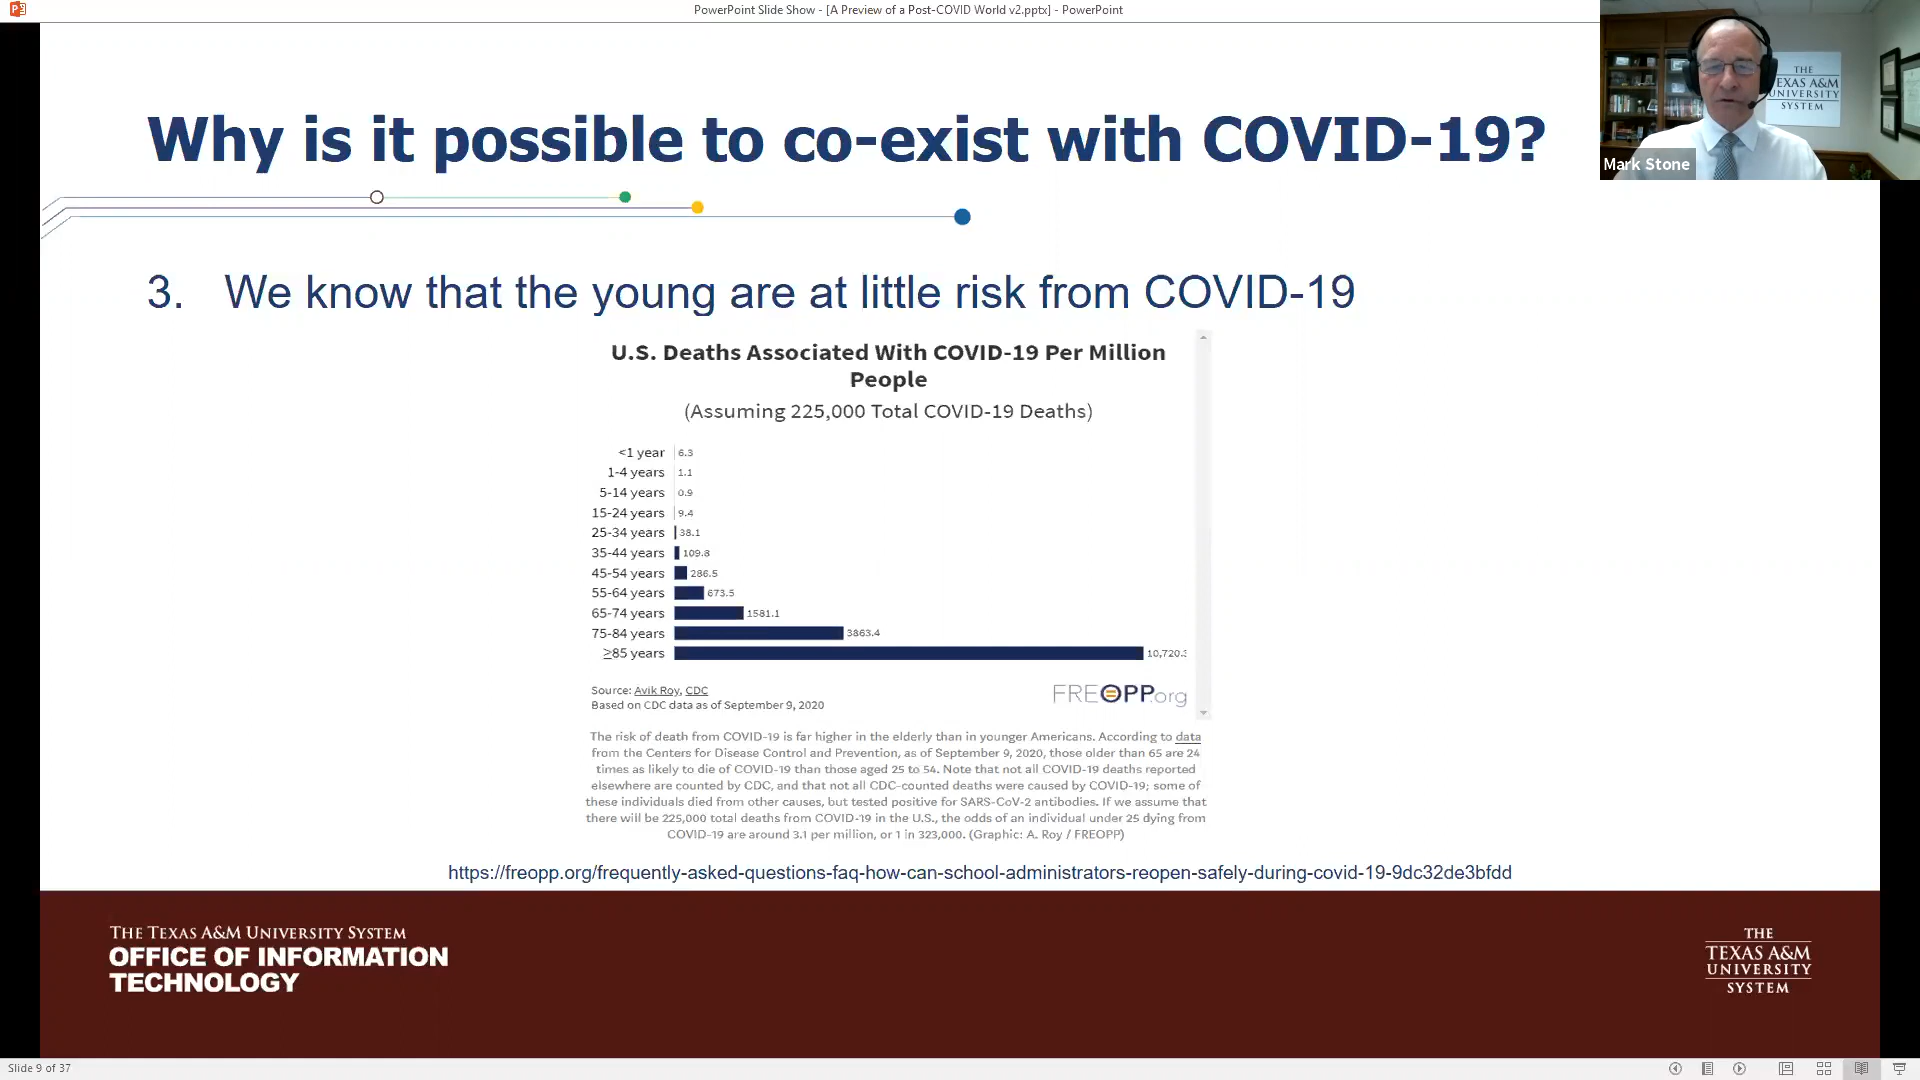 PowerPoint Slide Show - [A Preview of a Post-COVID World v2.pptx] - PowerPoint
Why is it possible to co-exist with COVID-19?
THE
TEXAS A&M
UNIVERSITY
SYSTEM
Mark Stone
3. We know that the young are at little risk from COVID-19
U.S. Deaths Associated With COVID-19 Per Million
People
(Assuming 225,000 Total COVID-19 Deaths)
<1 year 6.3
1-4 years 1.1
5-14 years 0.9
15-24 years 9.4
25-34 years 38.1
35-44 years 109.8
45-54 years 286.5
55-64 years 673.5
65-74 years 1581.1
75-84 years 3863.4
≥85 years 10,720.3
Source: Avik Roy, CDC
Based on CDC data as of September 9, 2020
FREOPP.org
The risk of death from COVID-19 is far higher in the elderly than in younger Americans. According to data
from the Centers for Disease Control and Prevention, as of September 9, 2020, those older than 65 are 24
times as likely to die of COVID-19 than those aged 25 to 54. Note that not all COVID-19 deaths reported
elsewhere are counted by CDC, and that not all CDC-counted deaths were caused by COVID-19; some of
these individuals died from other causes, but tested positive for SARS-CoV-2 antibodies. If we assume that
there will be 225,000 total deaths from COVID-19 in the U.S., the odds of an individual under 25 dying from
COVID-19 are around 3.1 per million, or 1 in 323,000. (Graphic: A. Roy / FREOPP)
https://freopp.org/frequently-asked-questions-faq-how-can-school-administrators-reopen-safely-during-covid-19-9dc32de3bfdd
THE TEXAS A&M UNIVERSITY SYSTEM
OFFICE OF INFORMATION
TECHNOLOGY
THE
TEXAS A&M
UNIVERSITY
SYSTEM
Slide 9 of 37